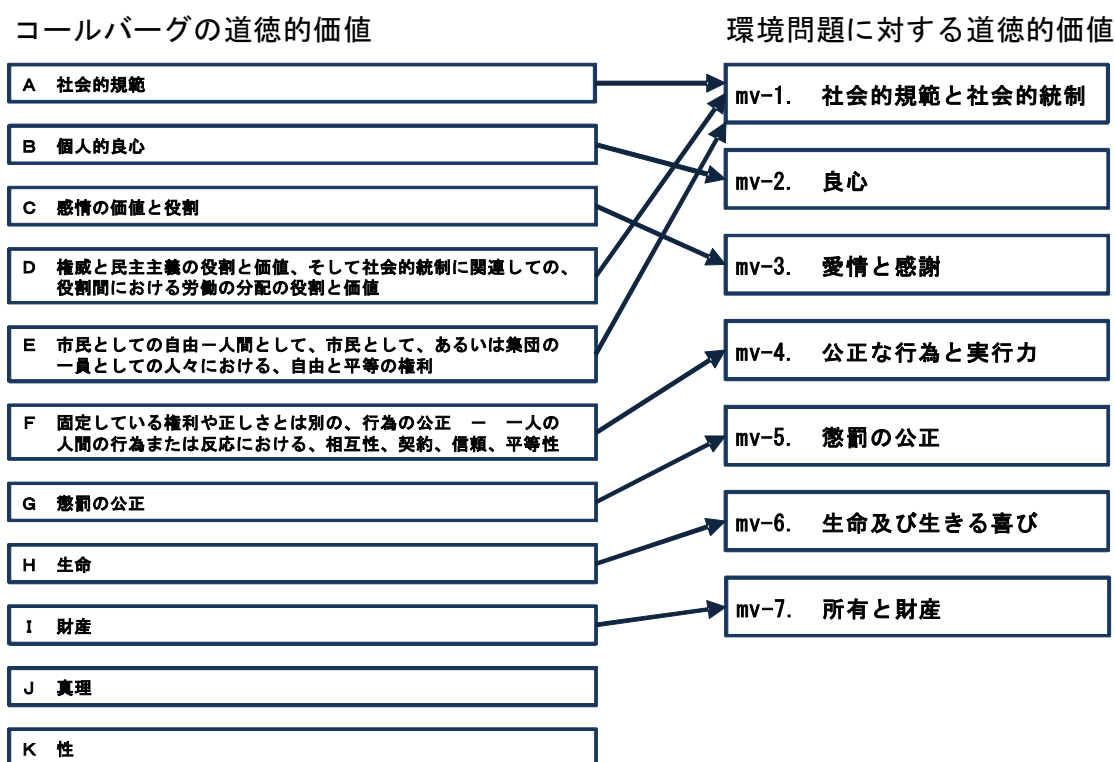 コールバーグの道徳的価値
環境問題に対する道徳的価値
A 社会的規範
B 個人的良心
C 感情の価値と役割
D 権威と民主主義の役割と価値、そして社会的統制に関連しての、
役割間における労働の分配の役割と価値
E 市民としての自由－人間として、市民として、あるいは集団の
一員としての人々における、自由と平等の権利
F 固定している権利や正しさとは別の、行為の公正 － 一人の
人間の行為または反応における、相互性、契約、信頼、平等性
G 懲罰の公正
H 生命
I 財産
J 真理
K 性
mv-1. 社会的規範と社会的統制
mv-2. 良心
mv-3. 愛情と感謝
mv-4. 公正な行為と実行力
mv-5. 懲罰の公正
mv-6. 生命及び生きる喜び
mv-7. 所有と財産